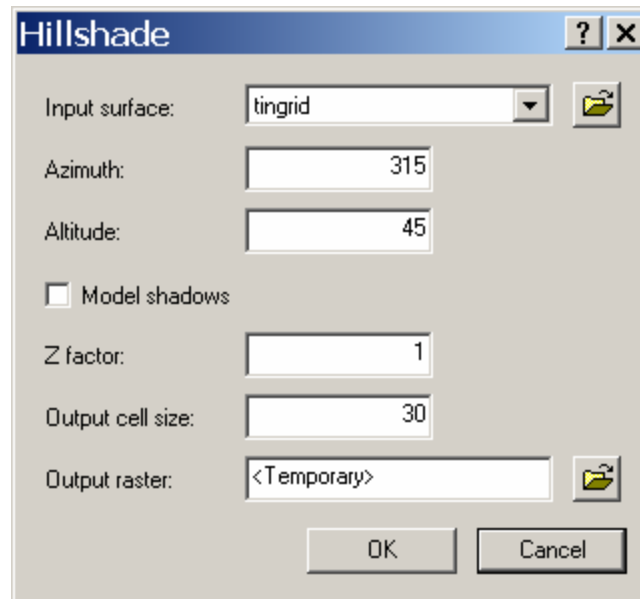 Hillshade ? X
Input surface: tingrid
Azimuth: 315
Altitude: 45
Model shadows
Z factor: 1
Output cell size: 30
Output raster: <Temporary>
OK Cancel